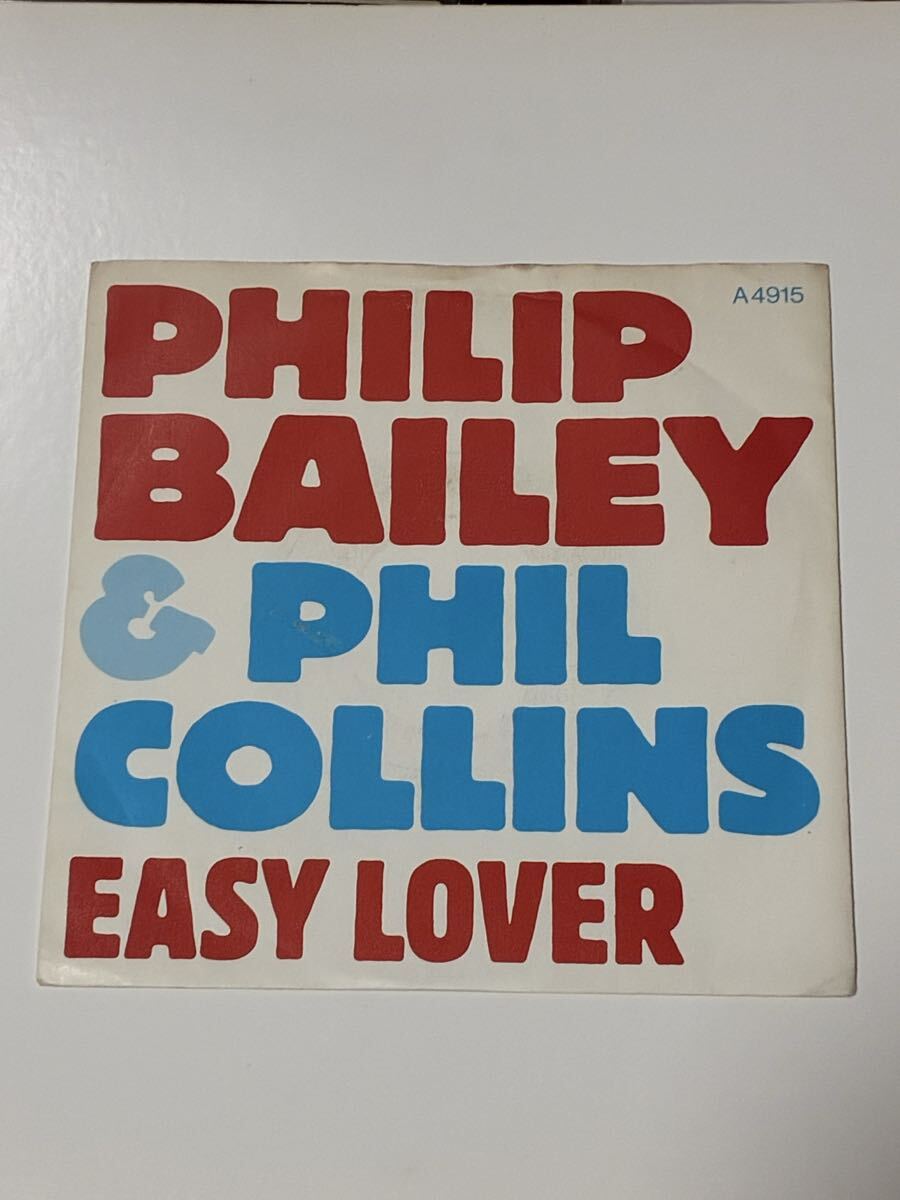 PHILIP
A4915
BAILEY
& PHIL
COLLINS
EASY LOVER